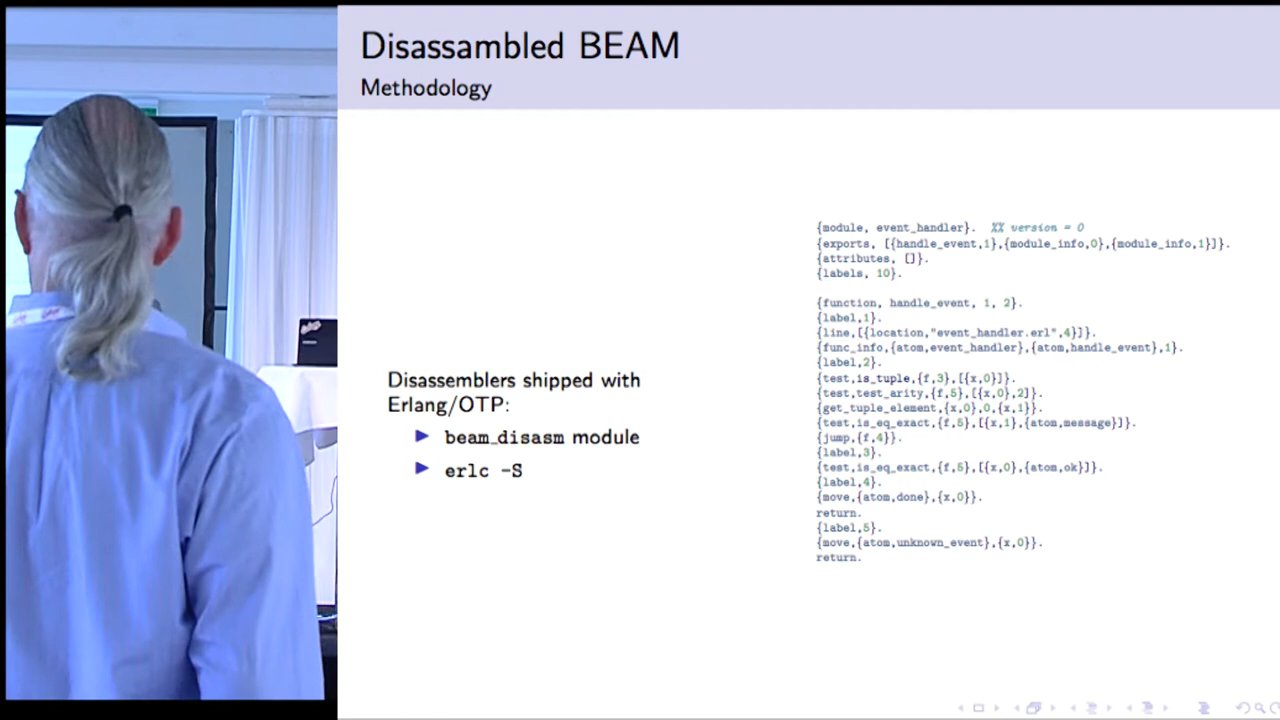 Disassambled BEAM
Methodology
Disassemblers shipped with
Erlang/OTP:
beam_disasm module
erlc -S
{module, event_handler}.  %% version = 0
{exports, [{handle_event,1},{module_info,0},{module_info,1}]}.
{attributes, []}.
{labels, 10}.
{function, handle_event, 1, 2}.
{label,1}.
{line,[{location,"event_handler.erl",4}]}.
{func_info,{atom,event_handler},{atom,handle_event},1}.
{label,2}.
{test,is_tuple,{f,3},[{x,0}]}.
{test,test_arity,{f,5},[{x,0},2]}.
{get_tuple_element,{x,0},0,{x,1}}.
{test,is_eq_exact,{f,5},[{x,1},{atom,message}]}.
{jump,{f,4}}.
{label,3}.
{test,is_eq_exact,{f,5},[{x,0},{atom,ok}]}.
{label,4}.
{move,{atom,done},{x,0}}.
return.
{label,5}.
{move,{atom,unknown_event},{x,0}}.
return.